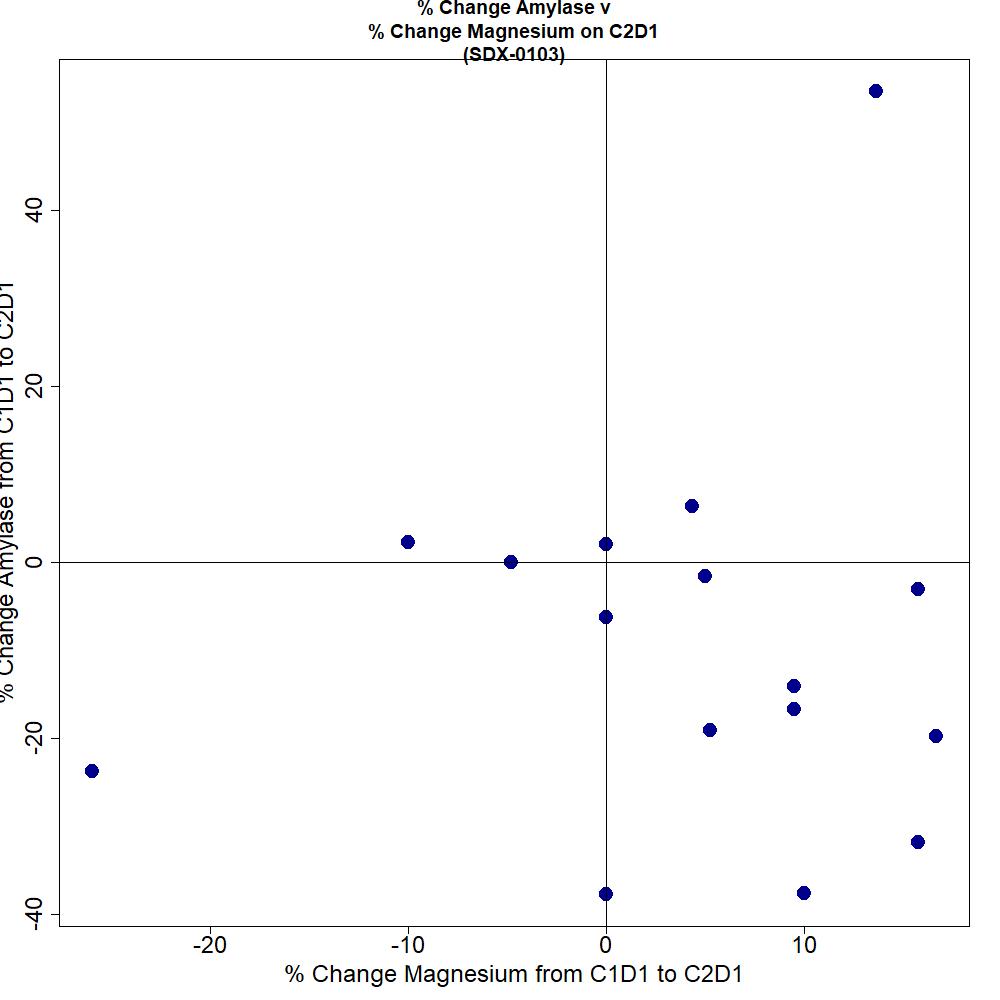 % Change Amylase v
% Change Magnesium on C2D1
(SDX-0103)
% Change Amylase from C1D1 to C2D1
40
20
0
-20
-40
-20
-10
0
10
% Change Magnesium from C1D1 to C2D1